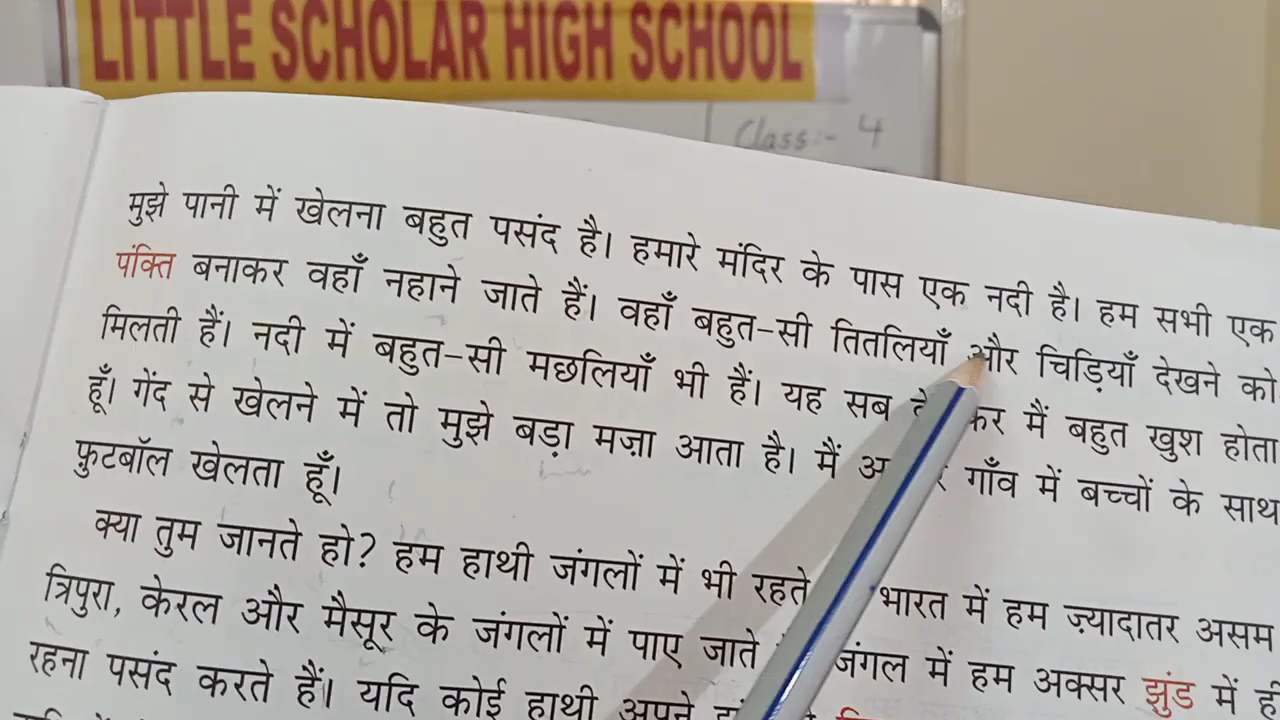 LITTLE SCHOLAR HIGH SCHOOL
Class:- 4
मुझे पानी में खेलना बहुत पसंद है। हमारे मंदिर के पास एक नदी है। हम सभी एक
पंक्ति बनाकर वहाँ नहाने जाते हैं। वहाँ बहुत-सी तितलियाँ और चिड़ियाँ देखने को
मिलती हैं। नदी में बहुत-सी मछलियाँ भी हैं। यह सब कर मैं बहुत खुश होता
हूँ। गेंद से खेलने में तो मुझे बड़ा मज़ा आता है। मैं गाँव में बच्चों के साथ
फ़ुटबॉल खेलता हूँ।
क्या तुम जानते हो? हम हाथी जंगलों में भी रहते भारत में हम ज़्यादातर असम
त्रिपुरा, केरल और मैसूर के जंगलों में पाए जाते जंगल में हम अक्सर झुंड में ही
रहना पसंद करते हैं। यदि कोई हाथी अपने